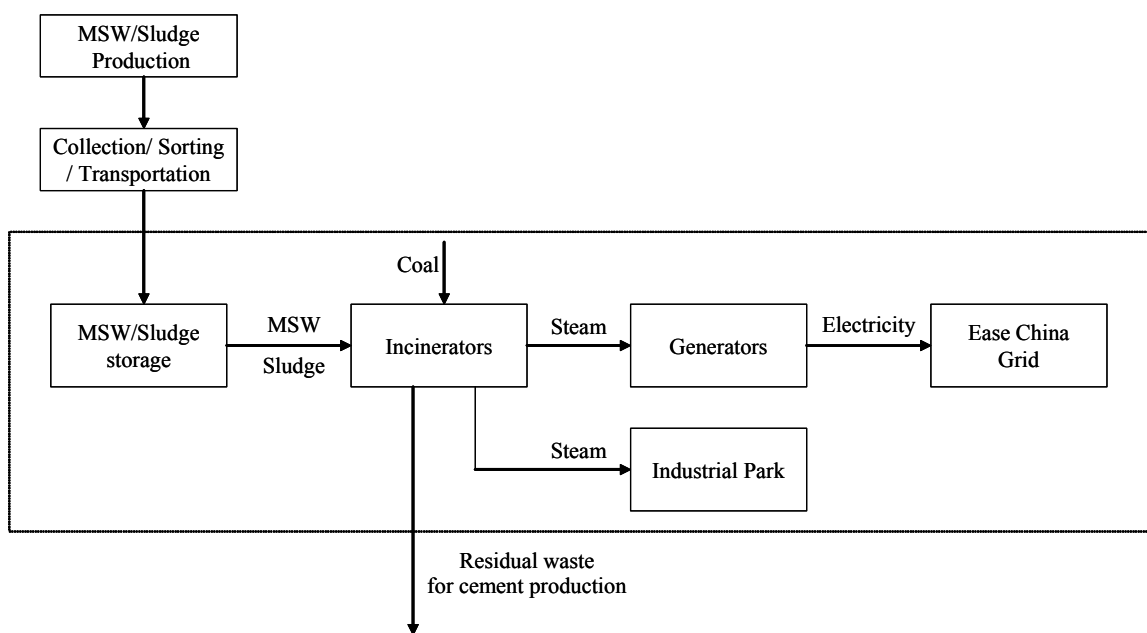 MSW/Sludge
Production
Collection/ Sorting
/ Transportation
Coal
MSW/Sludge
storage
MSW
Sludge
Incinerators
Steam
Generators
Electricity
Ease China
Grid
Steam
Industrial Park
Residual waste
for cement production